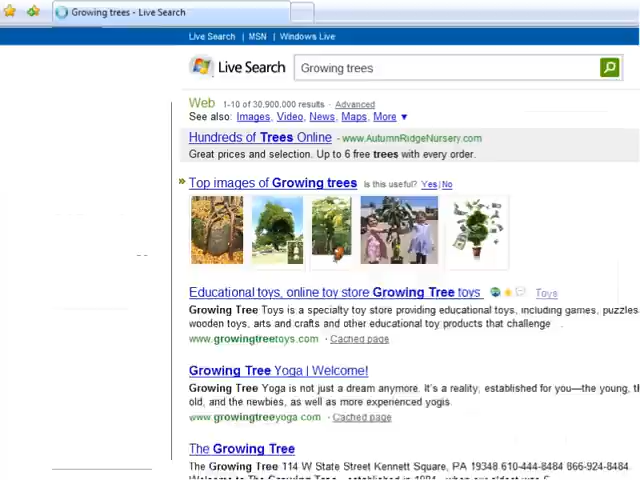 Growing trees - Live Search
Live Search | MSN | Windows Live
Live Search Growing trees
Web 1-10 of 30,900,000 results · Advanced
See also: Images, Video, News, Maps, More ▼
Hundreds of Trees Online - www.AutumnRidgeNursery.com
Great prices and selection. Up to 6 free trees with every order.
Top images of Growing trees Is this useful? Yes | No
Educational toys, online toy store Growing Tree toys Toys
Growing Tree Toys is a specialty toy store providing educational toys, including games, puzzles
wooden toys, arts and crafts and other educational toy products that challenge
www.growingtreetoys.com · Cached page
Growing Tree Yoga | Welcome!
Growing Tree Yoga is not just a dream anymore. It's a reality, established for you—the young, th
old, and the newbies, as well as more experienced yogis.
www.growingtreeyoga.com · Cached page
The Growing Tree
The Growing Tree 114 W State Street Kennett Square, PA 19348 610-444-8484 866-924-8484.